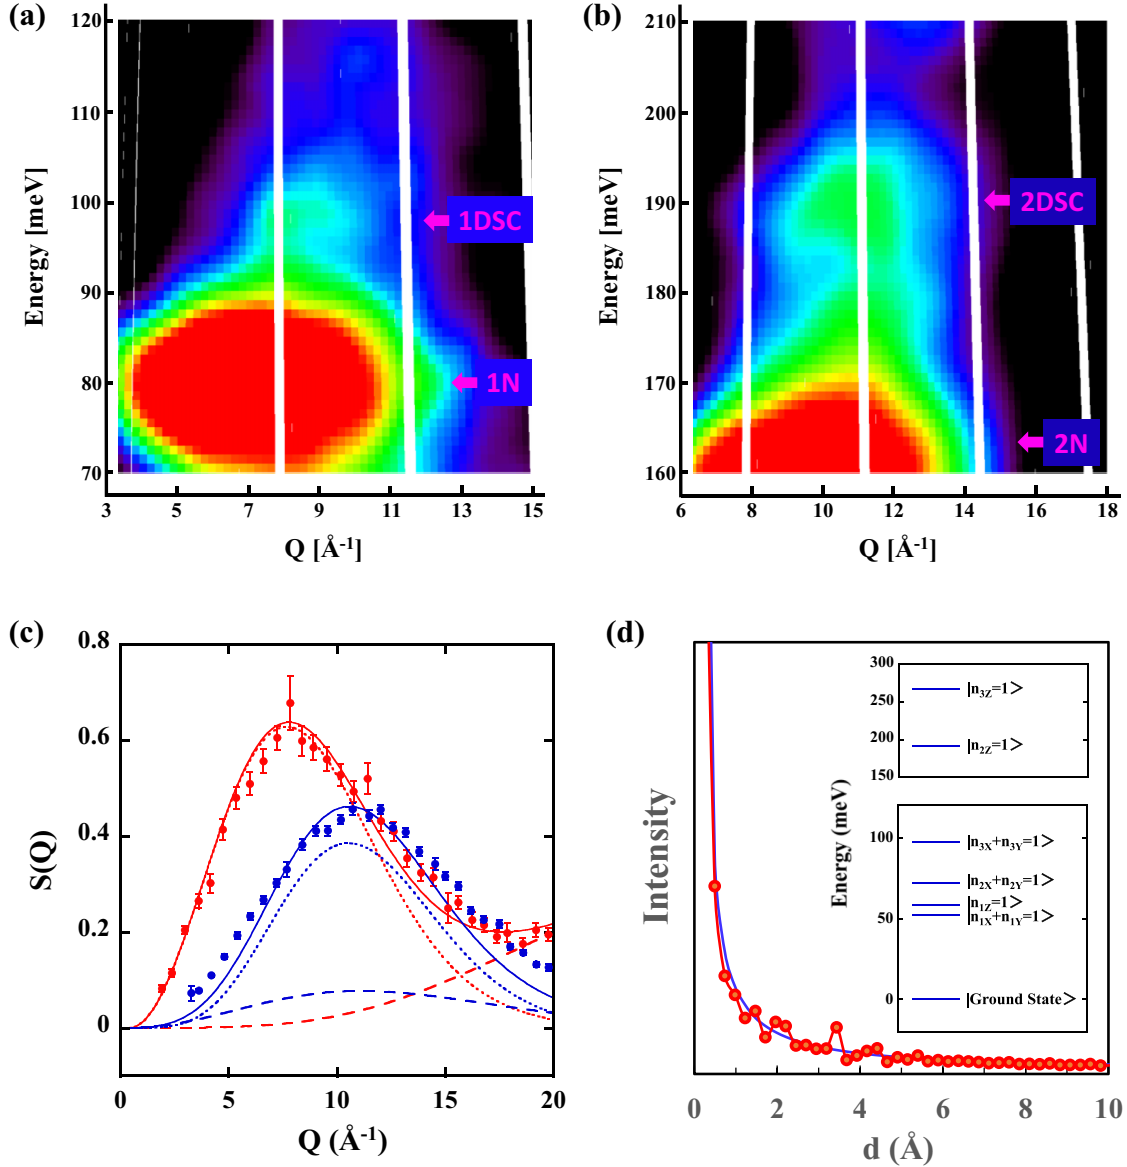 (a)
120
110
100
90
80
70
Energy [meV]
1DSC
1N
3
5
7
9
11
13
15
Q [Å-1]
(b)
210
200
190
180
170
160
Energy [meV]
2DSC
2N
6
8
10
12
14
16
18
Q [Å-1]
(c)
0.8
0.6
0.4
0.2
0
S(Q)
0
5
10
15
20
Q (Å-1)
(d)
Intensity
300
250
200
150
|n3Z=1>
|n2Z=1>
Energy (meV)
100
50
0
|n3X+n3Y=1>
|n2X+n2Y=1>
|n1Z=1>
|n1X+n1Y=1>
|Ground State>
0
2
4
6
8
10
d (Å)